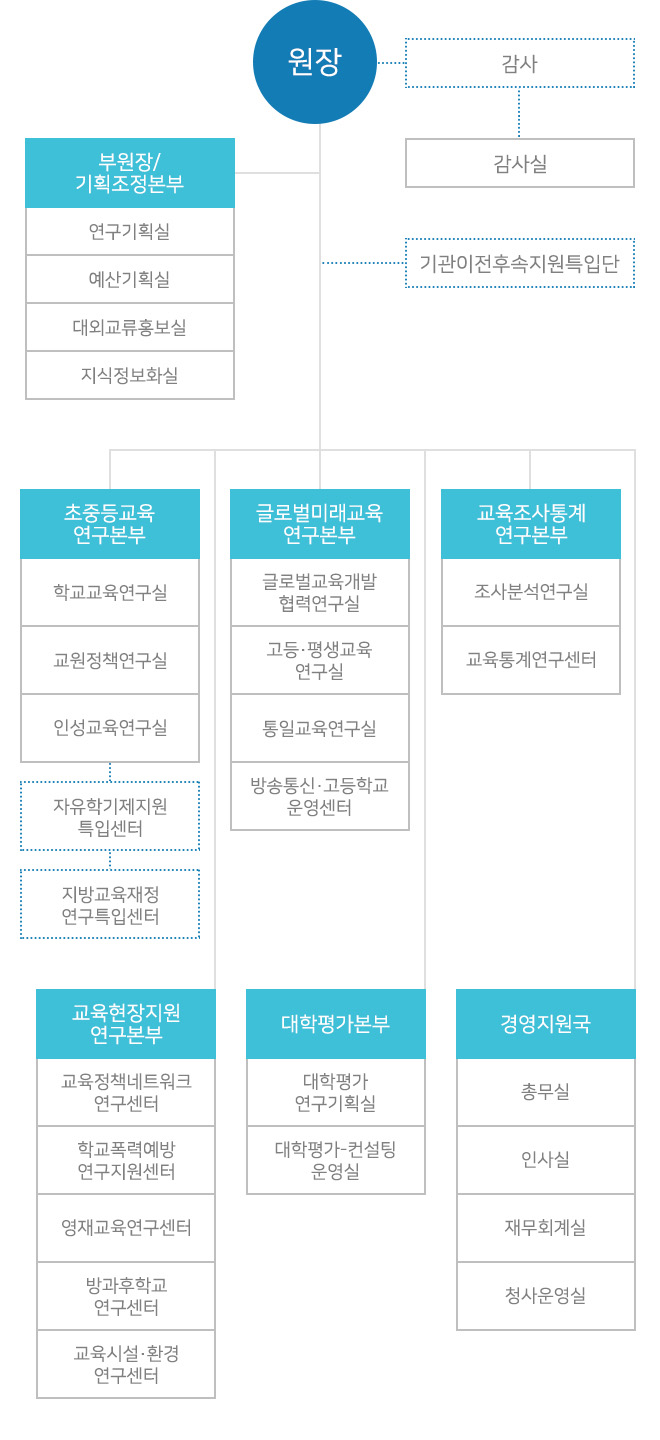 원장
감사
감사실
부원장/
기획조정본부
연구기획실
예산기획실
대외교류홍보실
지식정보화실
기관이전후속지원특입단
초중등교육
연구본부
학교교육연구실
교원정책연구실
인성교육연구실
자유학기제지원
특입센터
지방교육재정
연구특입센터
글로벌미래교육
연구본부
글로벌교육개발
협력연구실
고등·평생교육
연구실
통일교육연구실
방송통신·고등학교
운영센터
교육조사통계
연구본부
조사분석연구실
교육통계연구센터
교육현장지원
연구본부
교육정책네트워크
연구센터
학교폭력예방
연구지원센터
영재교육연구센터
방과후학교
연구센터
교육시설·환경
연구센터
대학평가본부
대학평가
연구기획실
대학평가-컨설팅
운영실
경영지원국
총무실
인사실
재무회계실
청사운영실